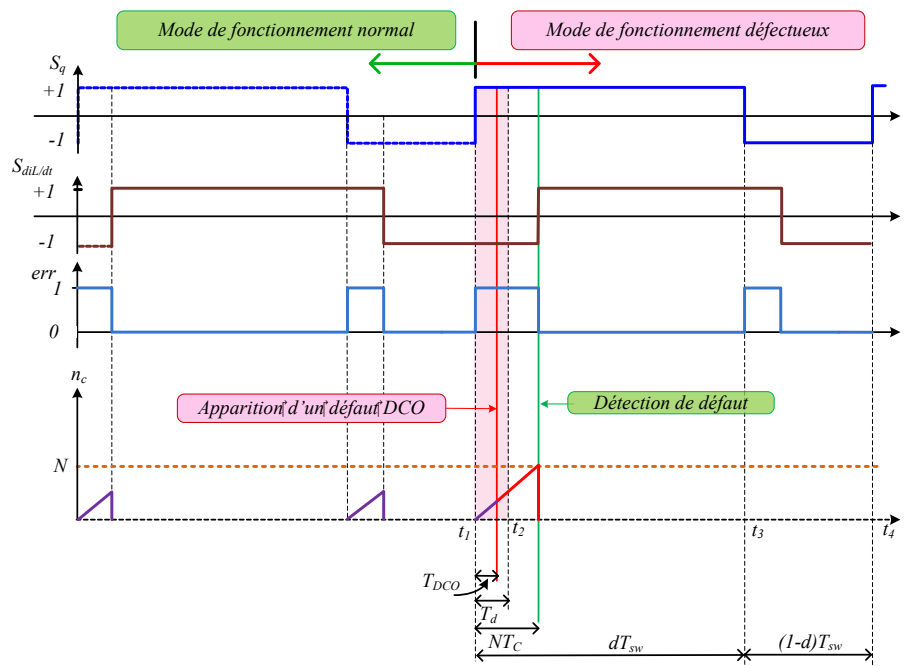 Mode de fonctionnement normal
Mode de fonctionnement défectueux
Sq
+1
-1
SdiL/dt
+1
-1
err
1
0
nc
Apparition d'un défaut DCO
Détection de défaut
N
t1
t2
t3
t4
TDCO
Td
NTC
dTsw
(1-d)Tsw